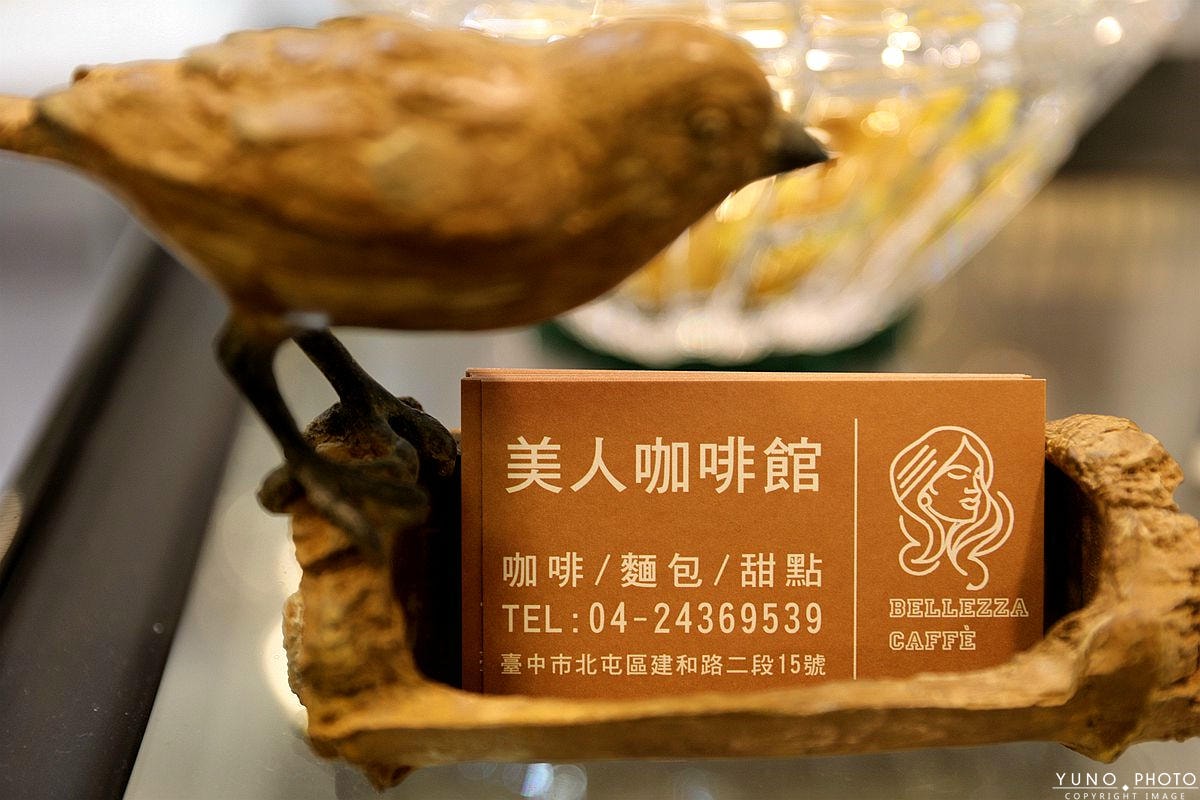 美人咖啡館
咖啡/麵包/甜點
TEL:04-24369539
臺中市北屯區建和路二段15號
BELLEZZA
CAFFÈ
YUNO PHOTO
COPYRIGHT IMAGE